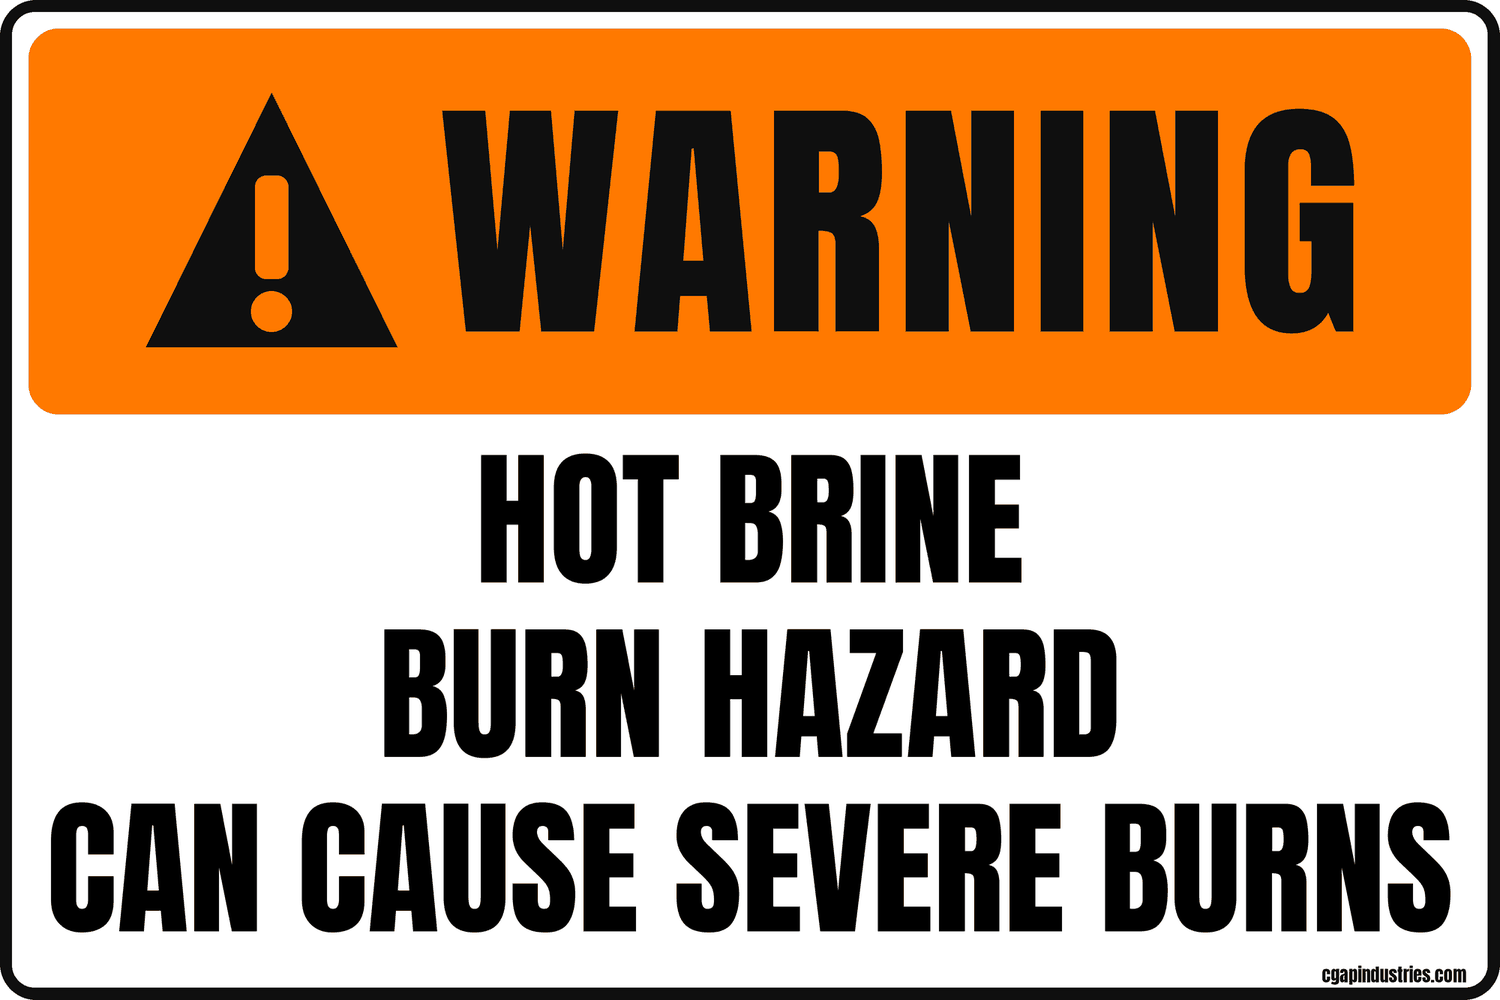 WARNING
HOT BRINE
BURN HAZARD
CAN CAUSE SEVERE BURNS
cgapindustries.com